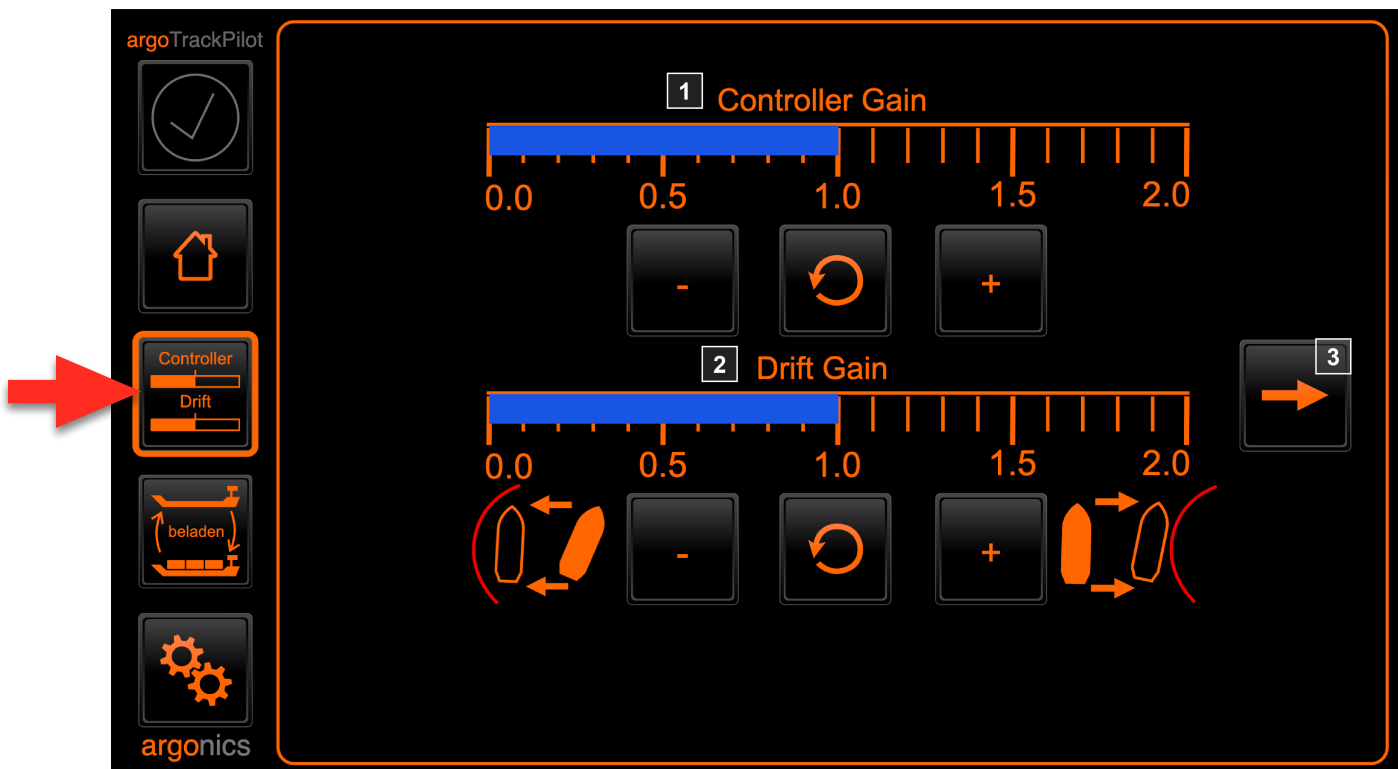 argoTrackPilot
1 Controller Gain
0.0 0.5 1.0 1.5 2.0
- +
Controller
Drift
2 Drift Gain
3
0.0 0.5 1.0 1.5 2.0
- +
beladen
argonics